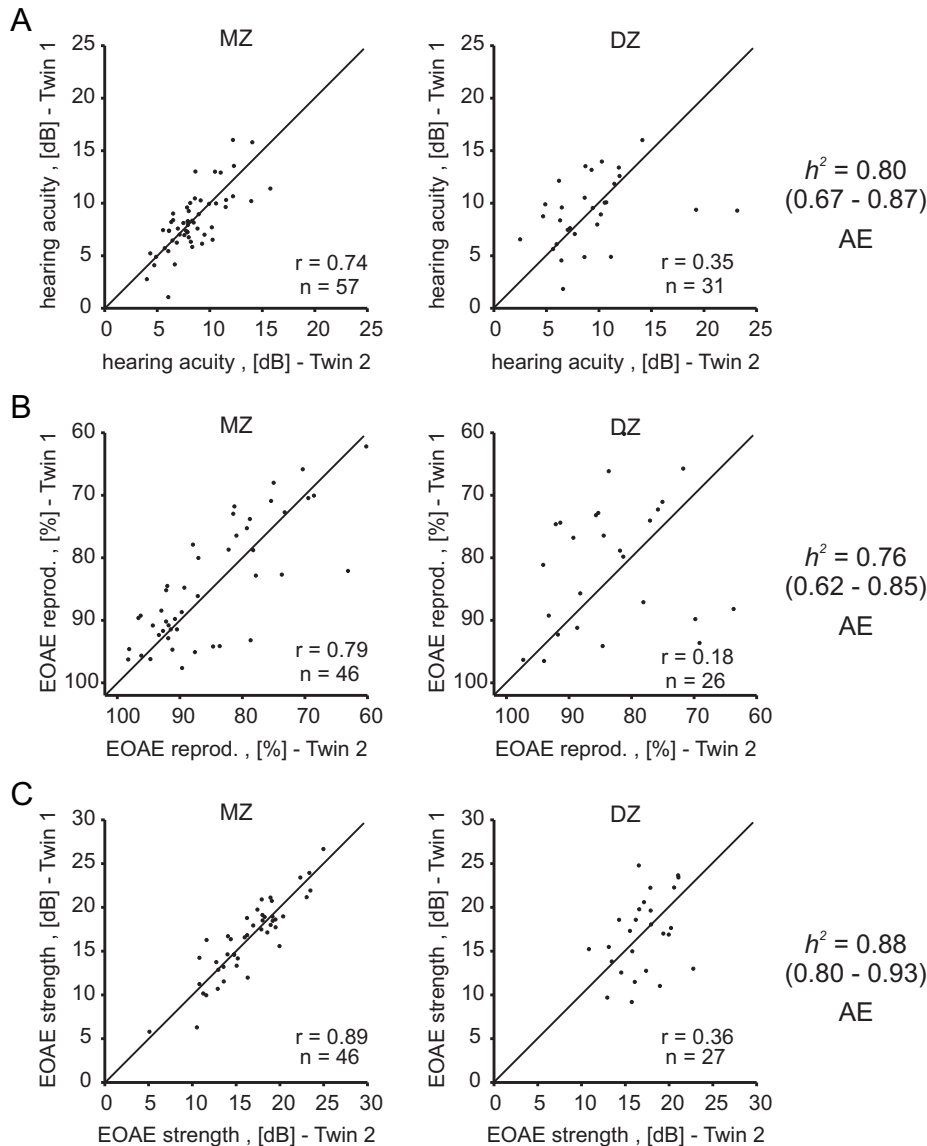 A
MZ
DZ
25
20
15
10
5
0
hearing acuity , [dB] - Twin 1
0 5 10 15 20 25
hearing acuity , [dB] - Twin 2
r = 0.74
n = 57
25
20
15
10
5
0
hearing acuity , [dB] - Twin 1
0 5 10 15 20 25
hearing acuity , [dB] - Twin 2
r = 0.35
n = 31
h² = 0.80
(0.67 - 0.87)
AE
B
MZ
DZ
60
70
80
90
100
EOAE reprod. , [%] - Twin 1
100 90 80 70 60
EOAE reprod. , [%] - Twin 2
r = 0.79
n = 46
60
70
80
90
100
EOAE reprod. , [%] - Twin 1
100 90 80 70 60
EOAE reprod. , [%] - Twin 2
r = 0.18
n = 26
h² = 0.76
(0.62 - 0.85)
AE
C
MZ
DZ
30
25
20
15
10
5
0
EOAE strength , [dB] - Twin 1
0 5 10 15 20 25 30
EOAE strength , [dB] - Twin 2
r = 0.89
n = 46
30
25
20
15
10
5
0
EOAE strength , [dB] - Twin 1
0 5 10 15 20 25 30
EOAE strength , [dB] - Twin 2
r = 0.36
n = 27
h² = 0.88
(0.80 - 0.93)
AE